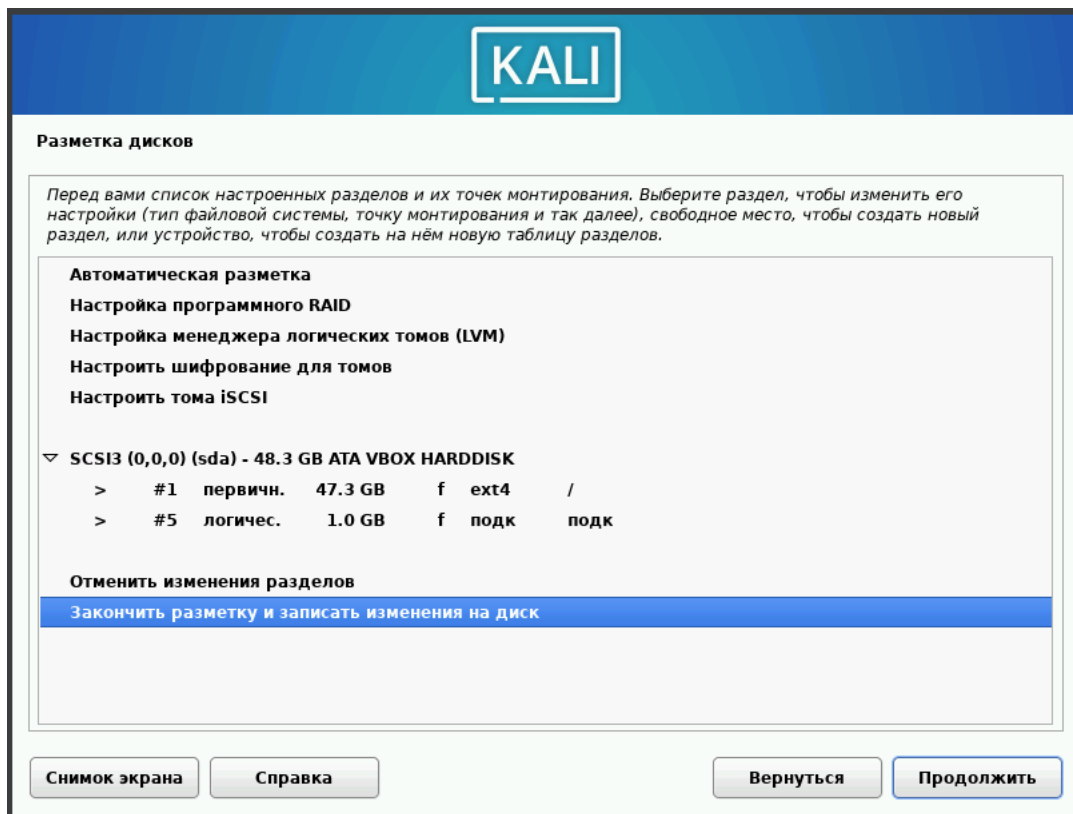 KALI
Разметка дисков
Перед вами список настроенных разделов и их точек монтирования. Выберите раздел, чтобы изменить его
настройки (тип файловой системы, точку монтирования и так далее), свободное место, чтобы создать новый
раздел, или устройство, чтобы создать на нём новую таблицу разделов.
Автоматическая разметка
Настройка программного RAID
Настройка менеджера логических томов (LVM)
Настроить шифрование для томов
Настроить тома iSCSI
SCSI3 (0,0,0) (sda) - 48.3 GB ATA VBOX HARDDISK
> #1 первичн. 47.3 GB f ext4 /
> #5 логичес. 1.0 GB f подк подк
Отменить изменения разделов
Закончить разметку и записать изменения на диск
Снимок экрана Справка Вернуться Продолжить